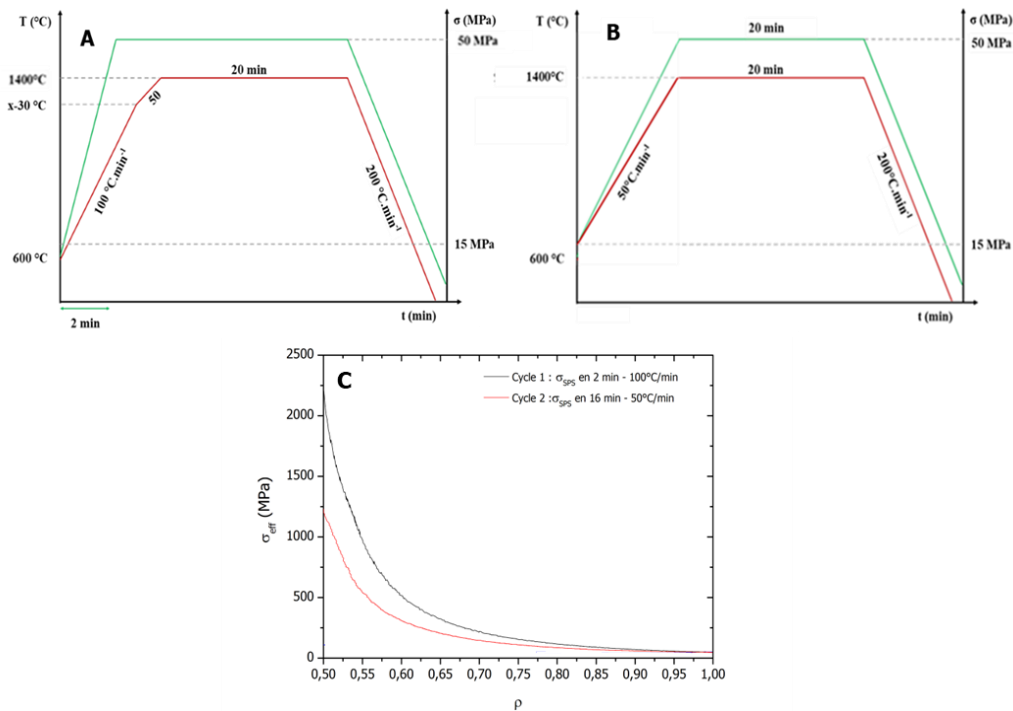 T (°C)
A
σ (MPa)
50 MPa
20 min
1400°C
x-30 °C
50
100 °C.min⁻¹
200 °C.min⁻¹
15 MPa
600 °C
t (min)
2 min
T (°C)
B
σ (MPa)
20 min
50 MPa
20 min
1400°C
50°C.min⁻¹
200°C.min⁻¹
15 MPa
600 °C
t (min)
C
Cycle 1 : σSPS en 2 min - 100°C/min
Cycle 2 :σSPS en 16 min - 50°C/min
2500
2000
1500
1000
500
0
σeff (MPa)
0,50 0,55 0,60 0,65 0,70 0,75 0,80 0,85 0,90 0,95 1,00
ρ